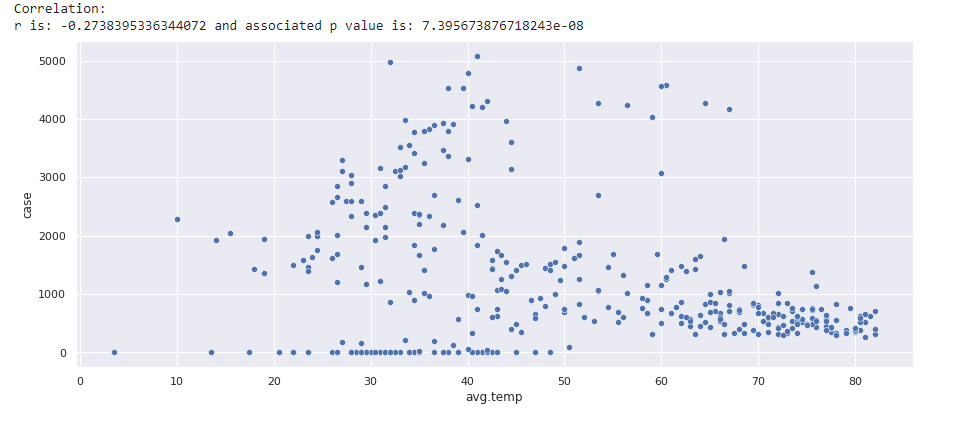 Correlation:
r is: -0.2738395336344072 and associated p value is: 7.395673876718243e-08
5000
4000
3000
2000
1000
0
case
0 10 20 30 40 50 60 70 80
avg.temp